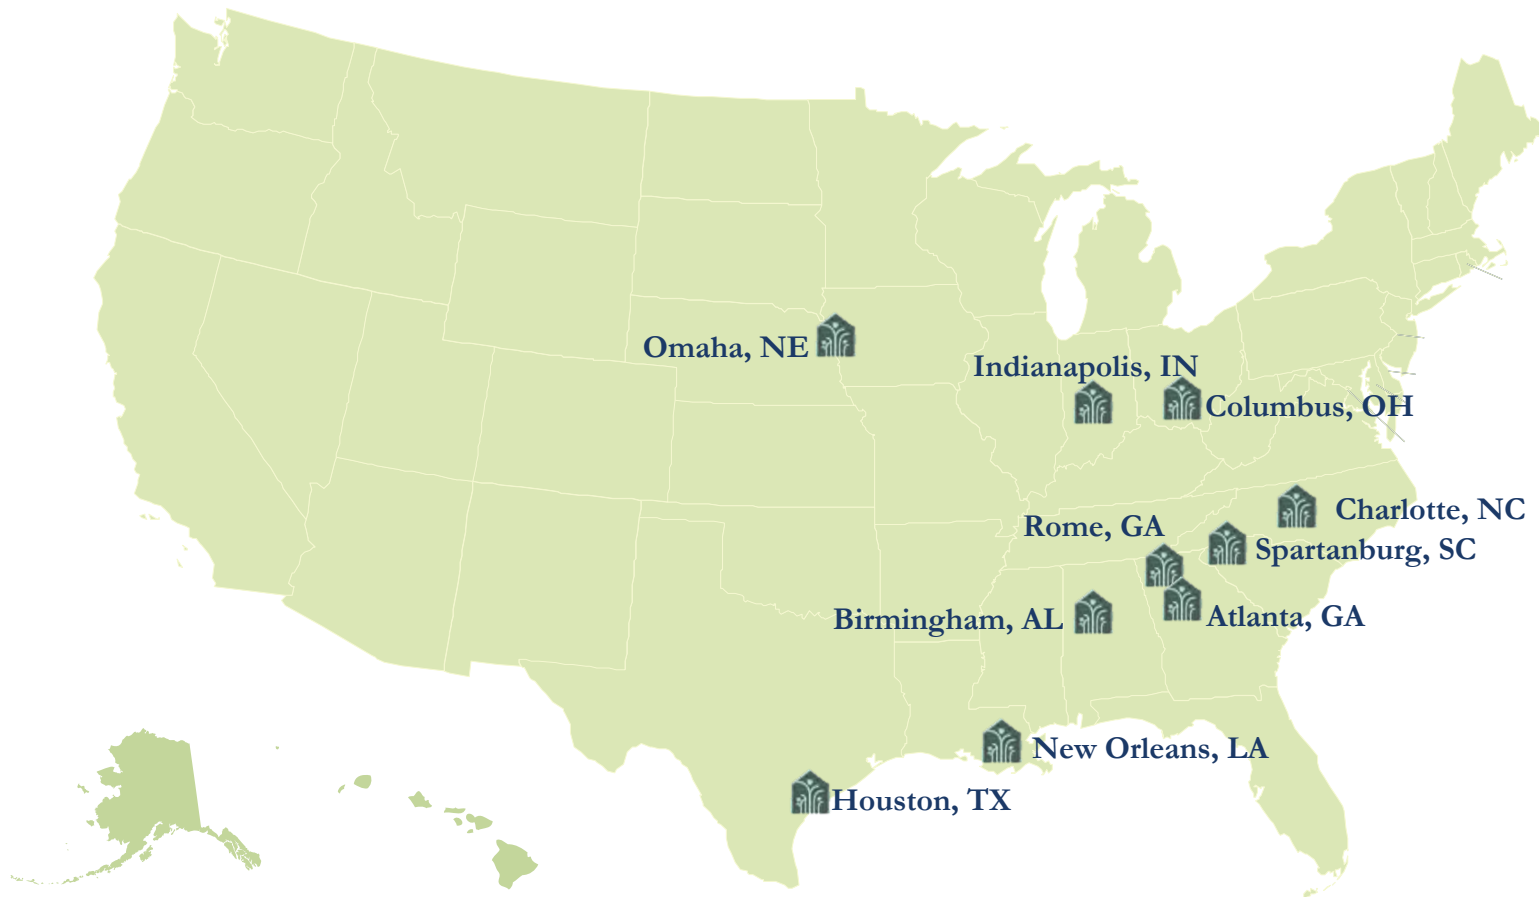 Omaha, NE
Indianapolis, IN
Columbus, OH
Charlotte, NC
Rome, GA
Spartanburg, SC
Birmingham, AL
Atlanta, GA
New Orleans, LA
Houston, TX